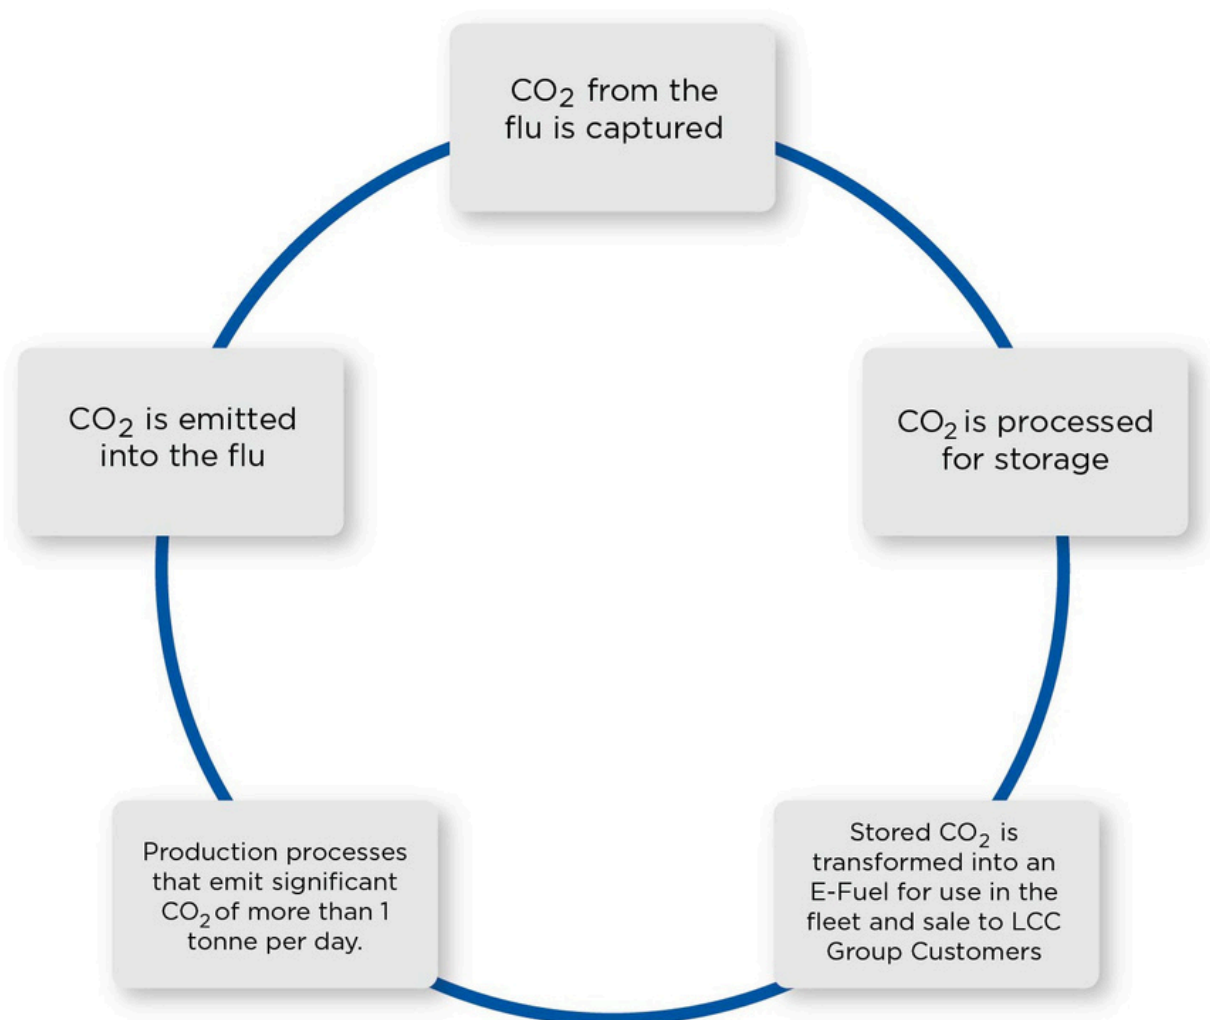 CO₂ from the
flu is captured
CO₂ is emitted
into the flu
CO₂ is processed
for storage
Production processes
that emit significant
CO₂ of more than 1
tonne per day.
Stored CO₂ is
transformed into an
E-Fuel for use in the
fleet and sale to LCC
Group Customers